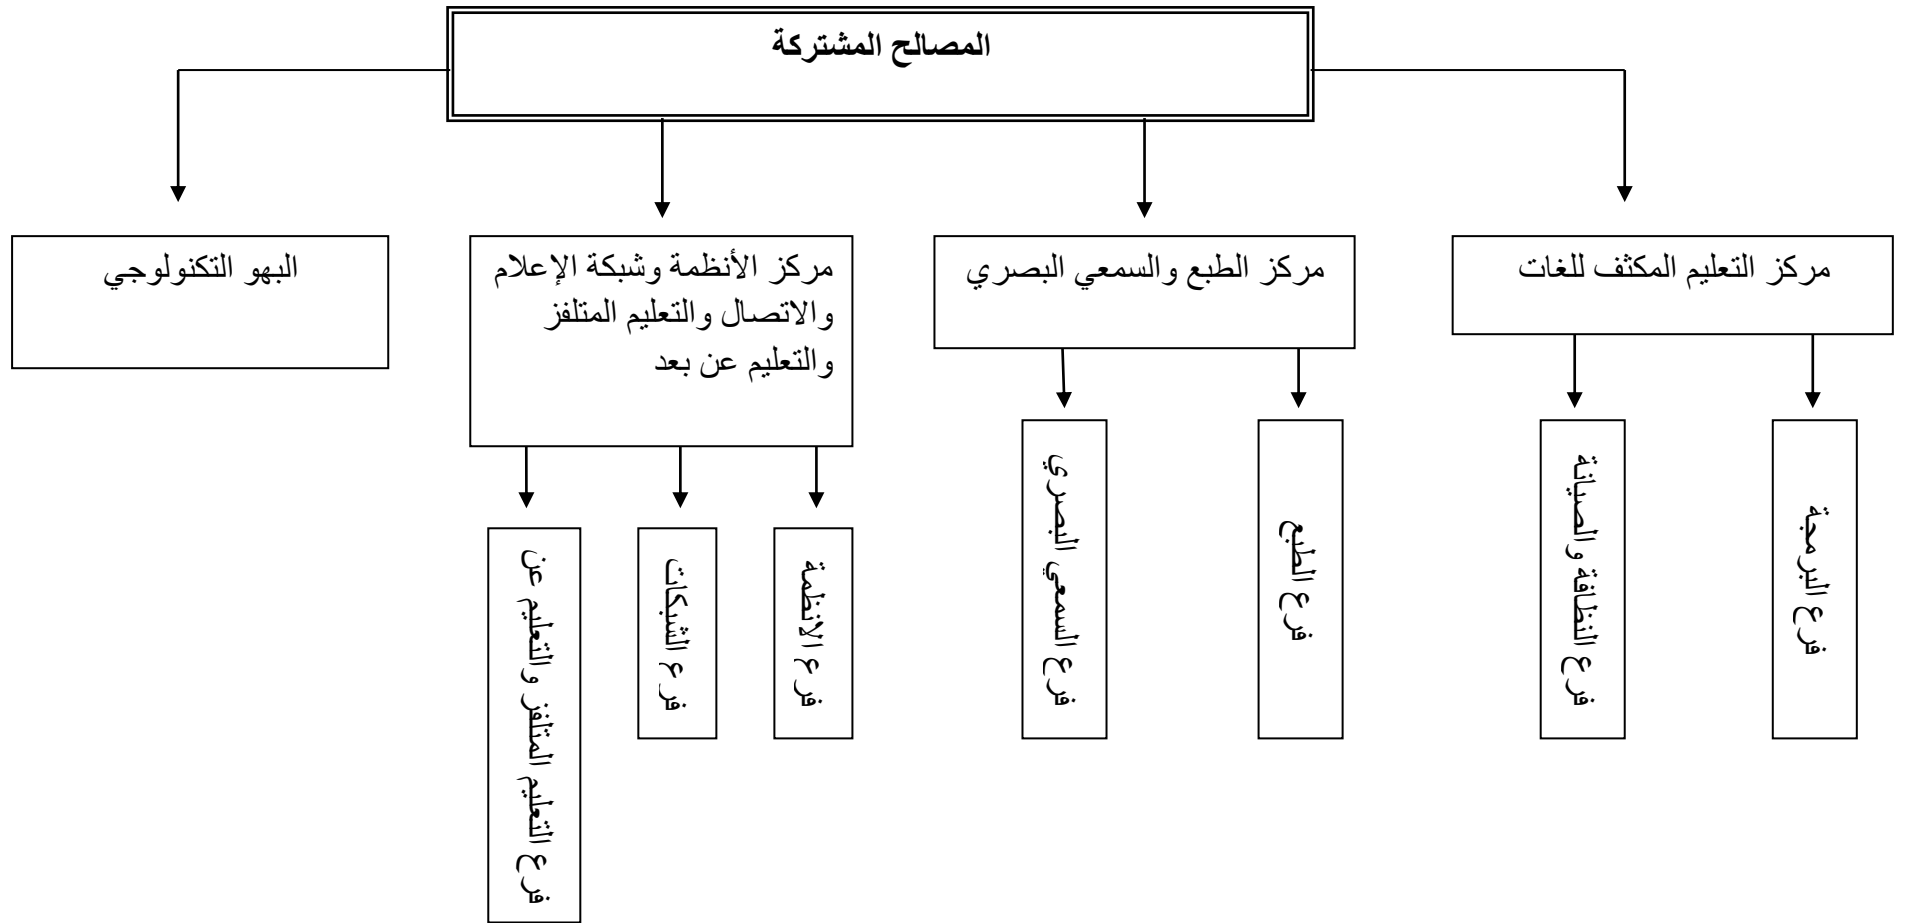 المصالح المشتركة
مركز التعليم المكثف للغات
مركز الطبع والسمعي البصري
مركز الأنظمة وشبكة الإعلام
والاتصال والتعليم المتلفز
والتعليم عن بعد
البهو التكنولوجي
فرع البرمجة
فرع النظافة والصيانة
فرع الطبع
فرع السمعي البصري
فرع الأنظمة
فرع الشبكات
فرع التعليم المتلفز والتعليم عن